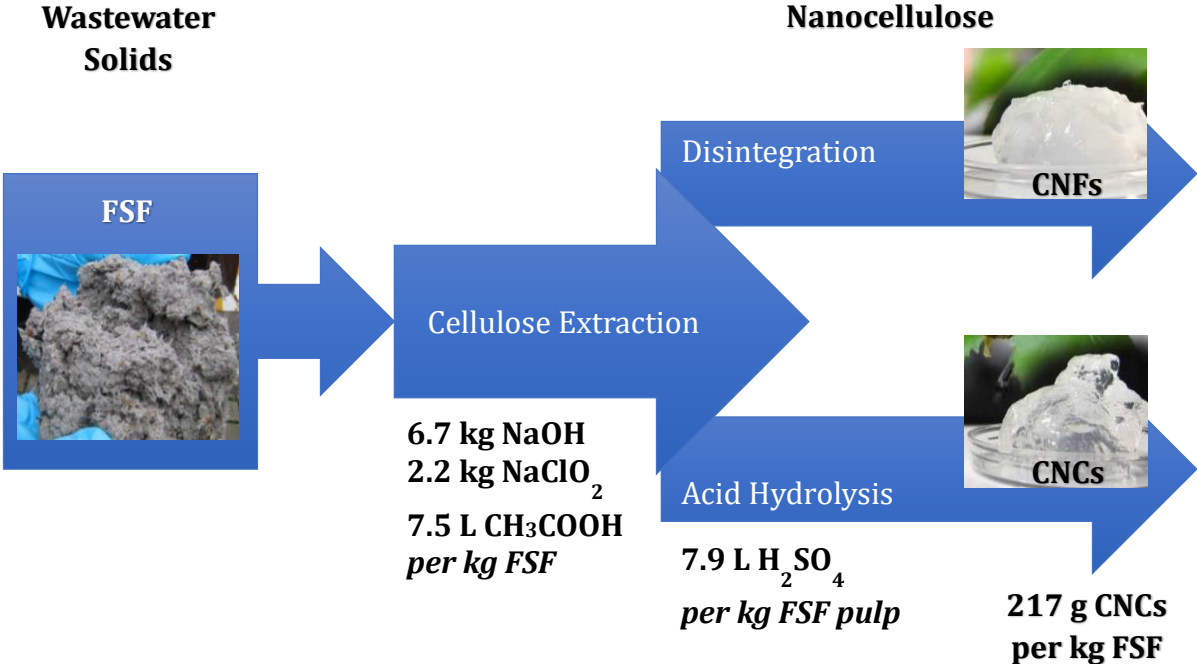 Wastewater
Solids
Nanocellulose
FSF
Cellulose Extraction
6.7 kg NaOH
2.2 kg NaClO₂
7.5 L CH₃COOH
per kg FSF
Disintegration
CNFs
Acid Hydrolysis
CNCs
7.9 L H₂SO₄
per kg FSF pulp
217 g CNCs
per kg FSF